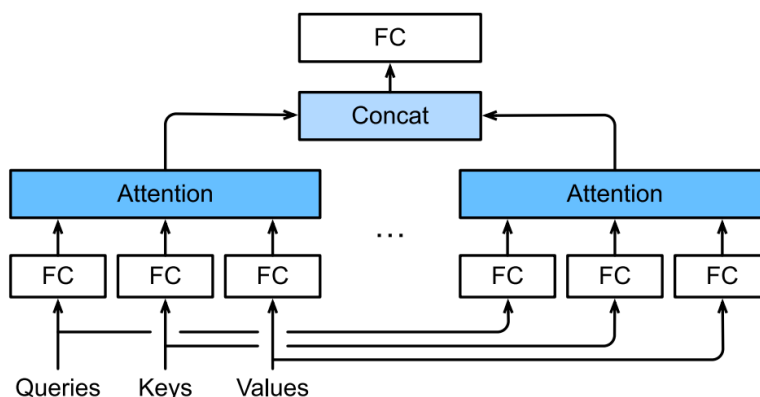 FC
Concat
Attention Attention
...
FC FC FC FC FC FC
Queries Keys Values